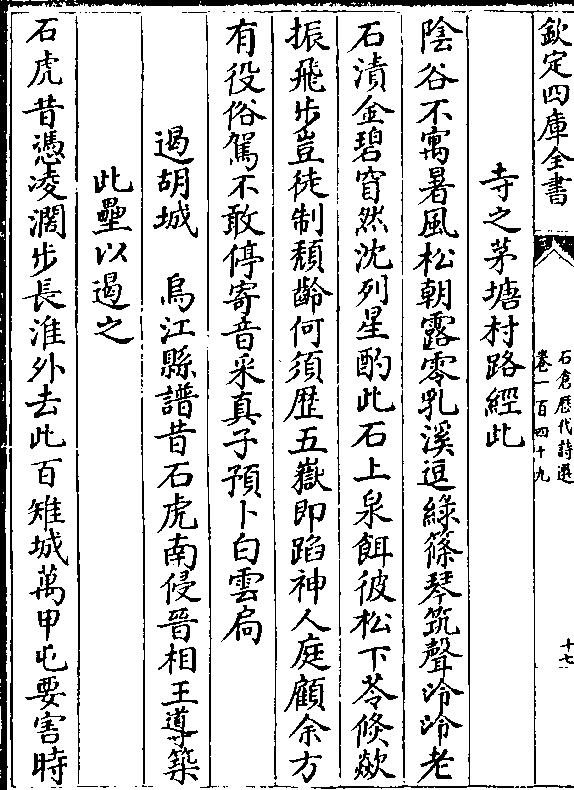 欽定四庫全書
石倉歷代詩選
卷一百四十九
十七
寺之茅塘村路經此
陰谷不寓暑風松朝露零乳溪逗綠篠琴筑聲泠泠老
石漬金碧窅然沈列星酌此石上泉餌彼松下苓倏歘
振飛步豈徒制頹齡何須歷五嶽即蹈神人庭顧余方
有役俗駕不敢停寄音采真子預卜白雲扃
遏胡城　烏江縣譜昔石虎南侵晉相王導築
此壘以遏之
石虎昔憑凌濶步長淮外去此百雉城萬甲屯要害時